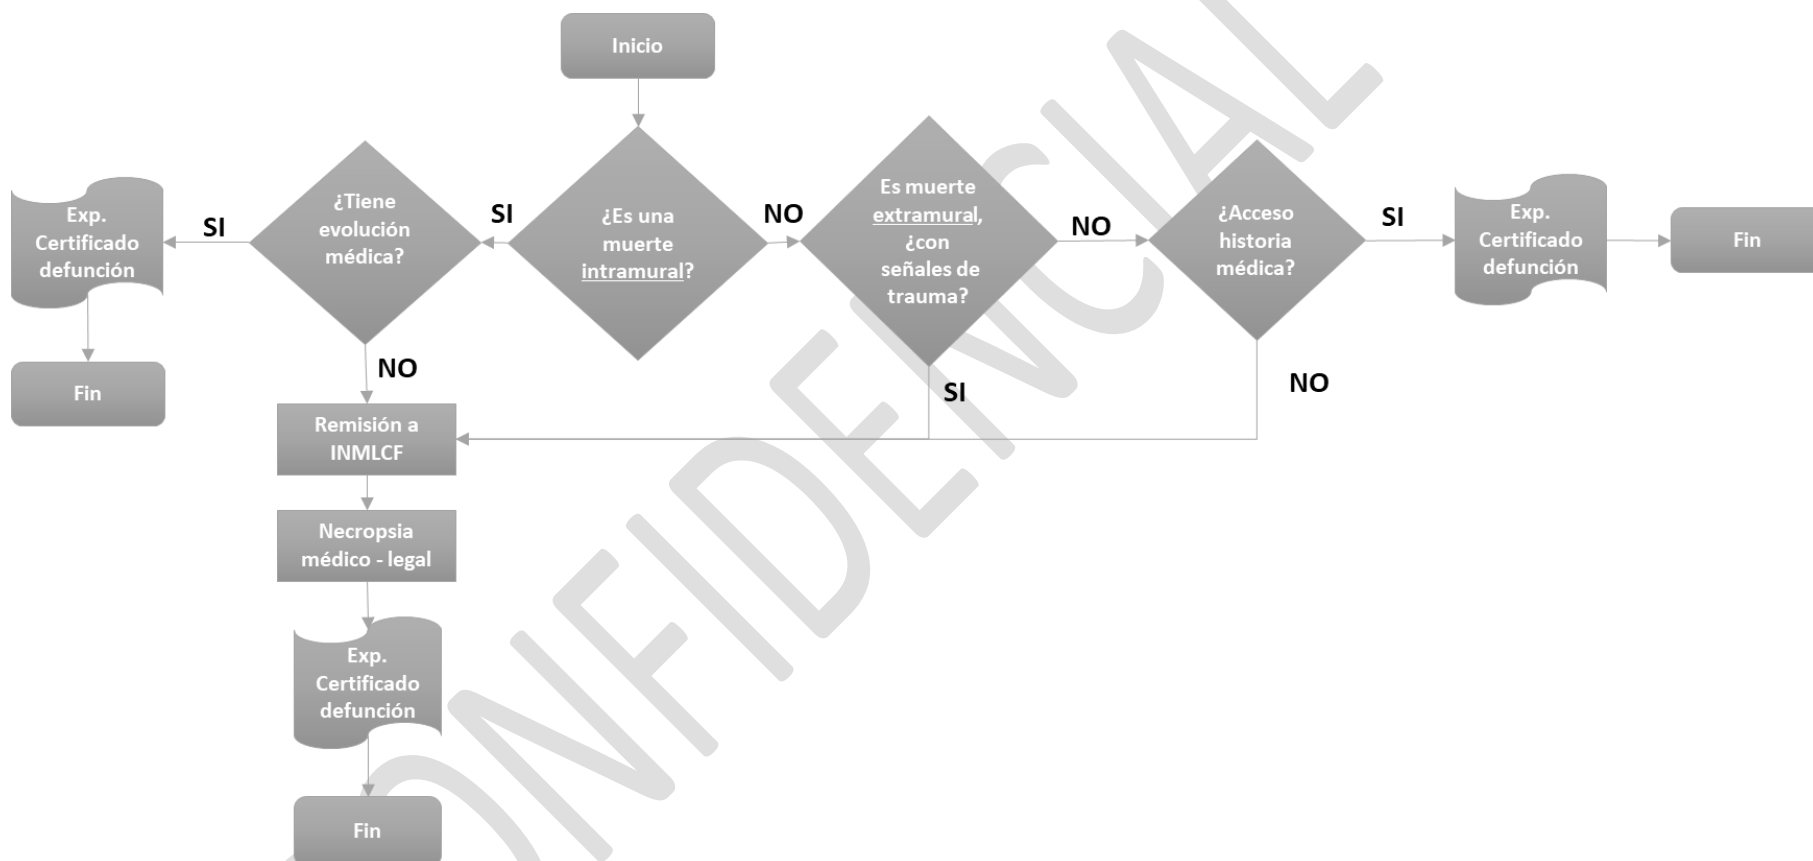 Inicio
Exp.
Certificado
defunción
SI
¿Tiene
evolución
médica?
SI
¿Es una
muerte
intramural?
NO
Es muerte
extramural,
¿con
señales de
trauma?
NO
¿Acceso
historia
médica?
SI
Exp.
Certificado
defunción
Fin
Fin
NO
SI
NO
Remisión a
INMLCF
Necropsia
médico - legal
Exp.
Certificado
defunción
Fin
ONFIDENCIAL